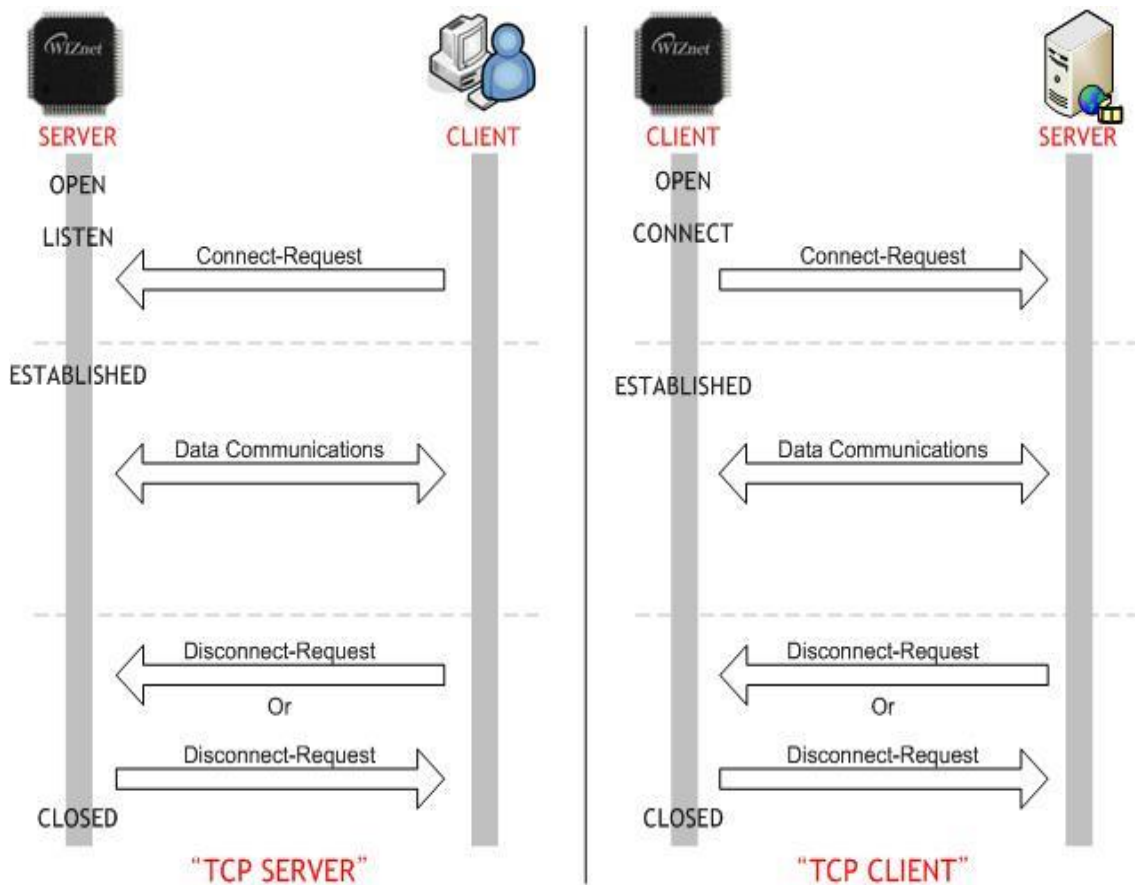 WIZnet
SERVER
CLIENT
OPEN
LISTEN
Connect-Request
ESTABLISHED
Data Communications
Disconnect-Request
Or
Disconnect-Request
CLOSED
"TCP SERVER"
WIZnet
CLIENT
SERVER
OPEN
CONNECT
Connect-Request
ESTABLISHED
Data Communications
Disconnect-Request
Or
Disconnect-Request
CLOSED
"TCP CLIENT"